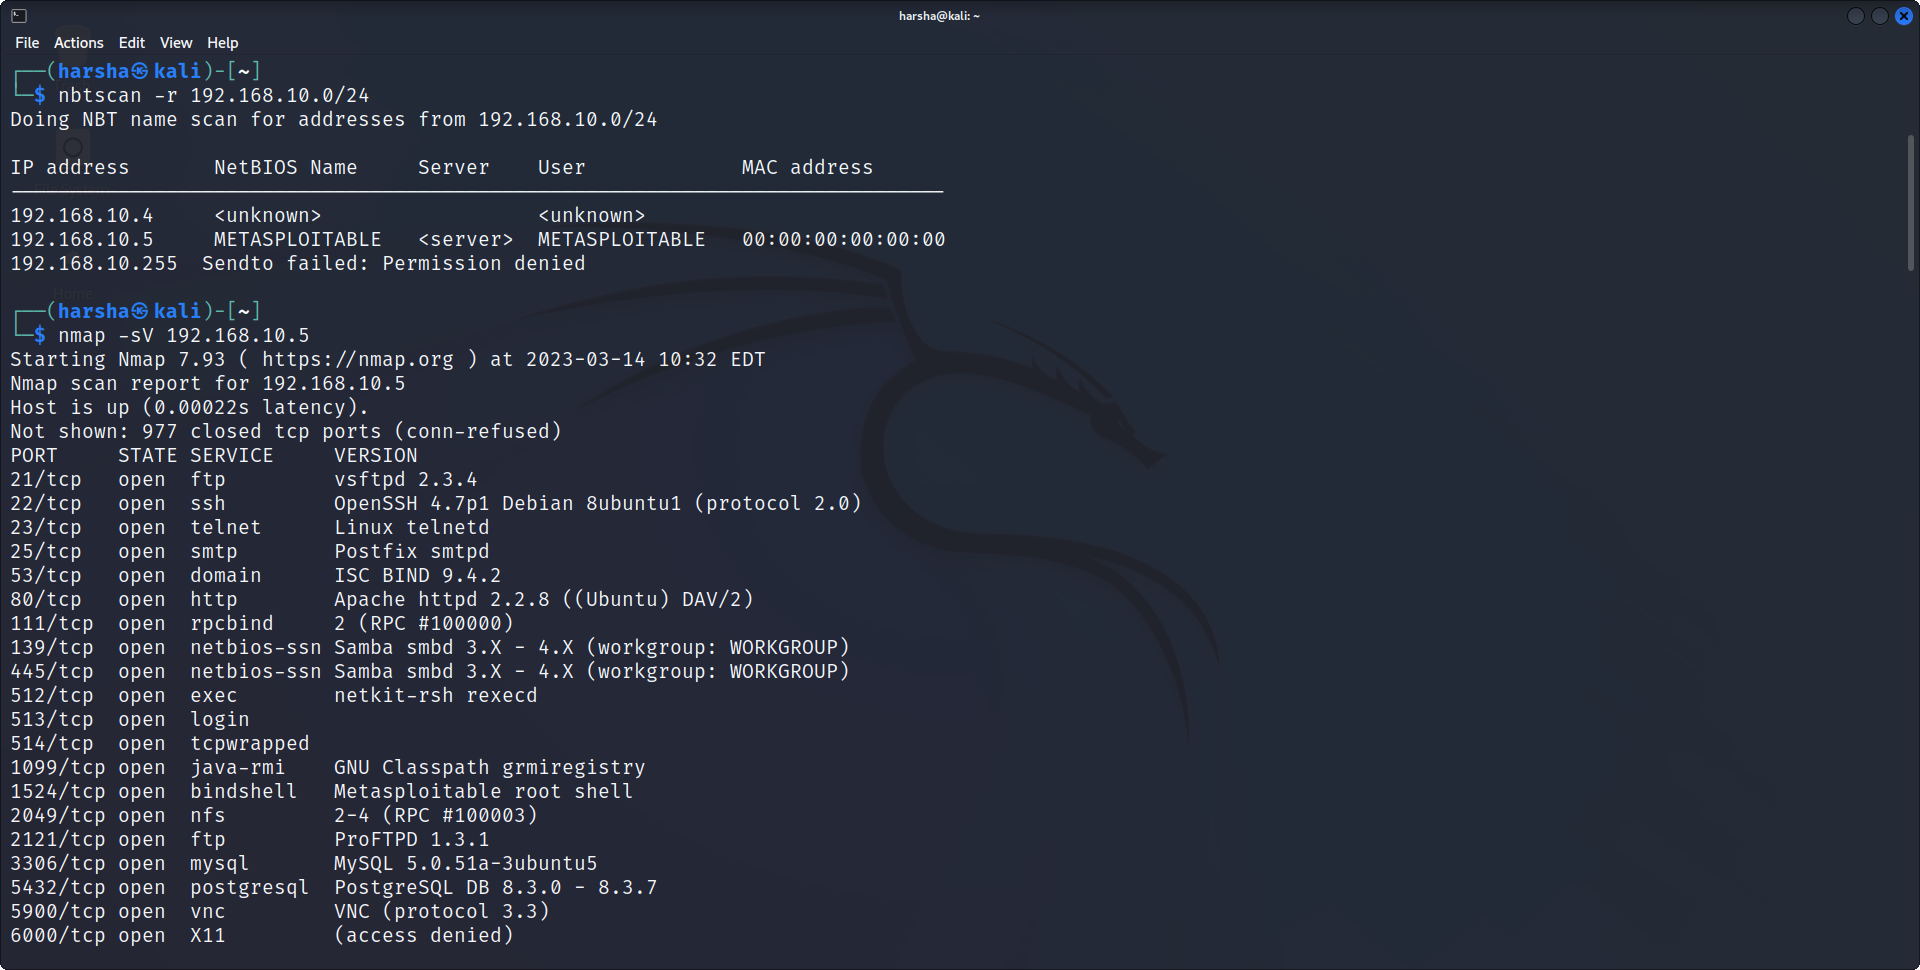 harsha@kali: ~
File Actions Edit View Help
┌──(harsha㉿kali)-[~]
└─$ nbtscan -r 192.168.10.0/24
Doing NBT name scan for addresses from 192.168.10.0/24
IP address       NetBIOS Name     Server    User             MAC address
------------------------------------------------------------------------------
192.168.10.4     <unknown>                  <unknown>
192.168.10.5     METASPLOITABLE   <server>  METASPLOITABLE   00:00:00:00:00:00
192.168.10.255  Sendto failed: Permission denied
┌──(harsha㉿kali)-[~]
└─$ nmap -sV 192.168.10.5
Starting Nmap 7.93 ( https://nmap.org ) at 2023-03-14 10:32 EDT
Nmap scan report for 192.168.10.5
Host is up (0.00022s latency).
Not shown: 977 closed tcp ports (conn-refused)
PORT     STATE SERVICE     VERSION
21/tcp   open  ftp         vsftpd 2.3.4
22/tcp   open  ssh         OpenSSH 4.7p1 Debian 8ubuntu1 (protocol 2.0)
23/tcp   open  telnet      Linux telnetd
25/tcp   open  smtp        Postfix smtpd
53/tcp   open  domain      ISC BIND 9.4.2
80/tcp   open  http        Apache httpd 2.2.8 ((Ubuntu) DAV/2)
111/tcp  open  rpcbind     2 (RPC #100000)
139/tcp  open  netbios-ssn Samba smbd 3.X - 4.X (workgroup: WORKGROUP)
445/tcp  open  netbios-ssn Samba smbd 3.X - 4.X (workgroup: WORKGROUP)
512/tcp  open  exec        netkit-rsh rexecd
513/tcp  open  login
514/tcp  open  tcpwrapped
1099/tcp open  java-rmi    GNU Classpath grmiregistry
1524/tcp open  bindshell   Metasploitable root shell
2049/tcp open  nfs         2-4 (RPC #100003)
2121/tcp open  ftp         ProFTPD 1.3.1
3306/tcp open  mysql       MySQL 5.0.51a-3ubuntu5
5432/tcp open  postgresql  PostgreSQL DB 8.3.0 - 8.3.7
5900/tcp open  vnc         VNC (protocol 3.3)
6000/tcp open  X11         (access denied)